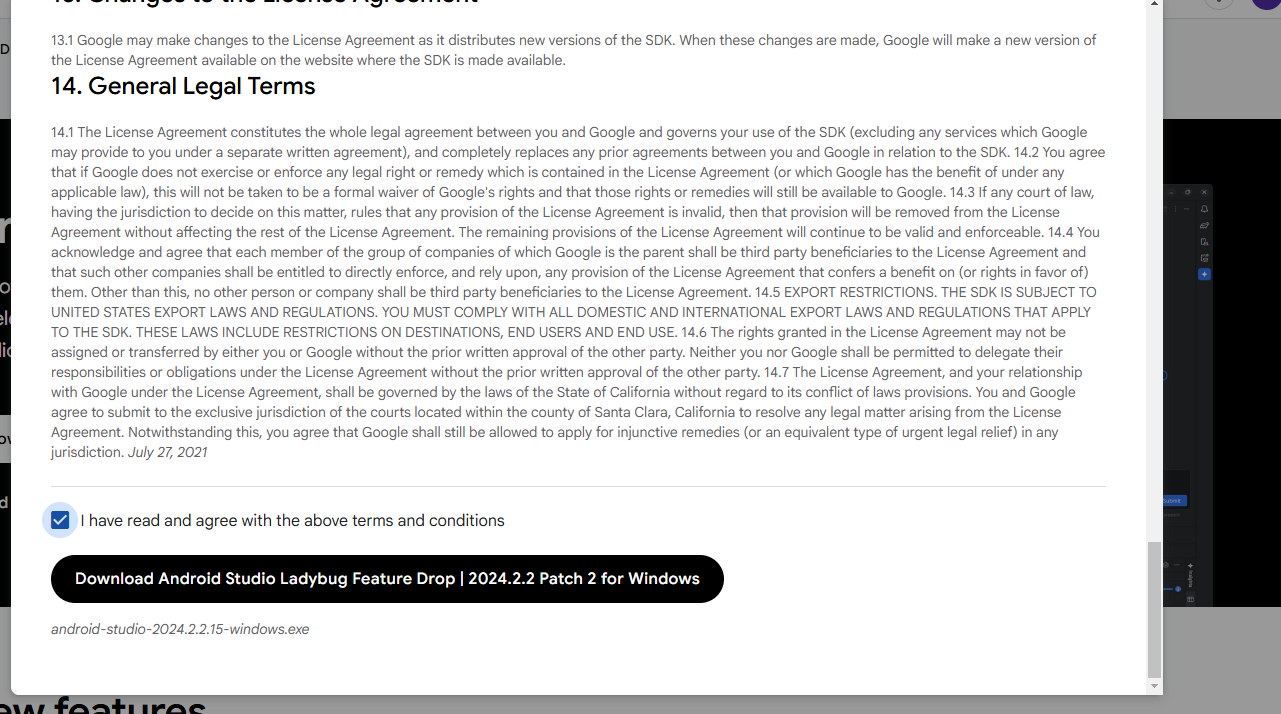 13. Changes to the License Agreement
13.1 Google may make changes to the License Agreement as it distributes new versions of the SDK. When these changes are made, Google will make a new version of
the License Agreement available on the website where the SDK is made available.
14. General Legal Terms
14.1 The License Agreement constitutes the whole legal agreement between you and Google and governs your use of the SDK (excluding any services which Google
may provide to you under a separate written agreement), and completely replaces any prior agreements between you and Google in relation to the SDK. 14.2 You agree
that if Google does not exercise or enforce any legal right or remedy which is contained in the License Agreement (or which Google has the benefit of under any
applicable law), this will not be taken to be a formal waiver of Google's rights and that those rights or remedies will still be available to Google. 14.3 If any court of law,
having the jurisdiction to decide on this matter, rules that any provision of the License Agreement is invalid, then that provision will be removed from the License
Agreement without affecting the rest of the License Agreement. The remaining provisions of the License Agreement will continue to be valid and enforceable. 14.4 You
acknowledge and agree that each member of the group of companies of which Google is the parent shall be third party beneficiaries to the License Agreement and
that such other companies shall be entitled to directly enforce, and rely upon, any provision of the License Agreement that confers a benefit on (or rights in favor of)
them. Other than this, no other person or company shall be third party beneficiaries to the License Agreement. 14.5 EXPORT RESTRICTIONS. THE SDK IS SUBJECT TO
UNITED STATES EXPORT LAWS AND REGULATIONS. YOU MUST COMPLY WITH ALL DOMESTIC AND INTERNATIONAL EXPORT LAWS AND REGULATIONS THAT APPLY
TO THE SDK. THESE LAWS INCLUDE RESTRICTIONS ON DESTINATIONS, END USERS AND END USE. 14.6 The rights granted in the License Agreement may not be
assigned or transferred by either you or Google without the prior written approval of the other party. Neither you nor Google shall be permitted to delegate their
responsibilities or obligations under the License Agreement without the prior written approval of the other party. 14.7 The License Agreement, and your relationship
with Google under the License Agreement, shall be governed by the laws of the State of California without regard to its conflict of laws provisions. You and Google
agree to submit to the exclusive jurisdiction of the courts located within the county of Santa Clara, California to resolve any legal matter arising from the License
Agreement. Notwithstanding this, you agree that Google shall still be allowed to apply for injunctive remedies (or an equivalent type of urgent legal relief) in any
jurisdiction. July 27, 2021
I have read and agree with the above terms and conditions
Download Android Studio Ladybug Feature Drop | 2024.2.2 Patch 2 for Windows
android-studio-2024.2.2.15-windows.exe
features